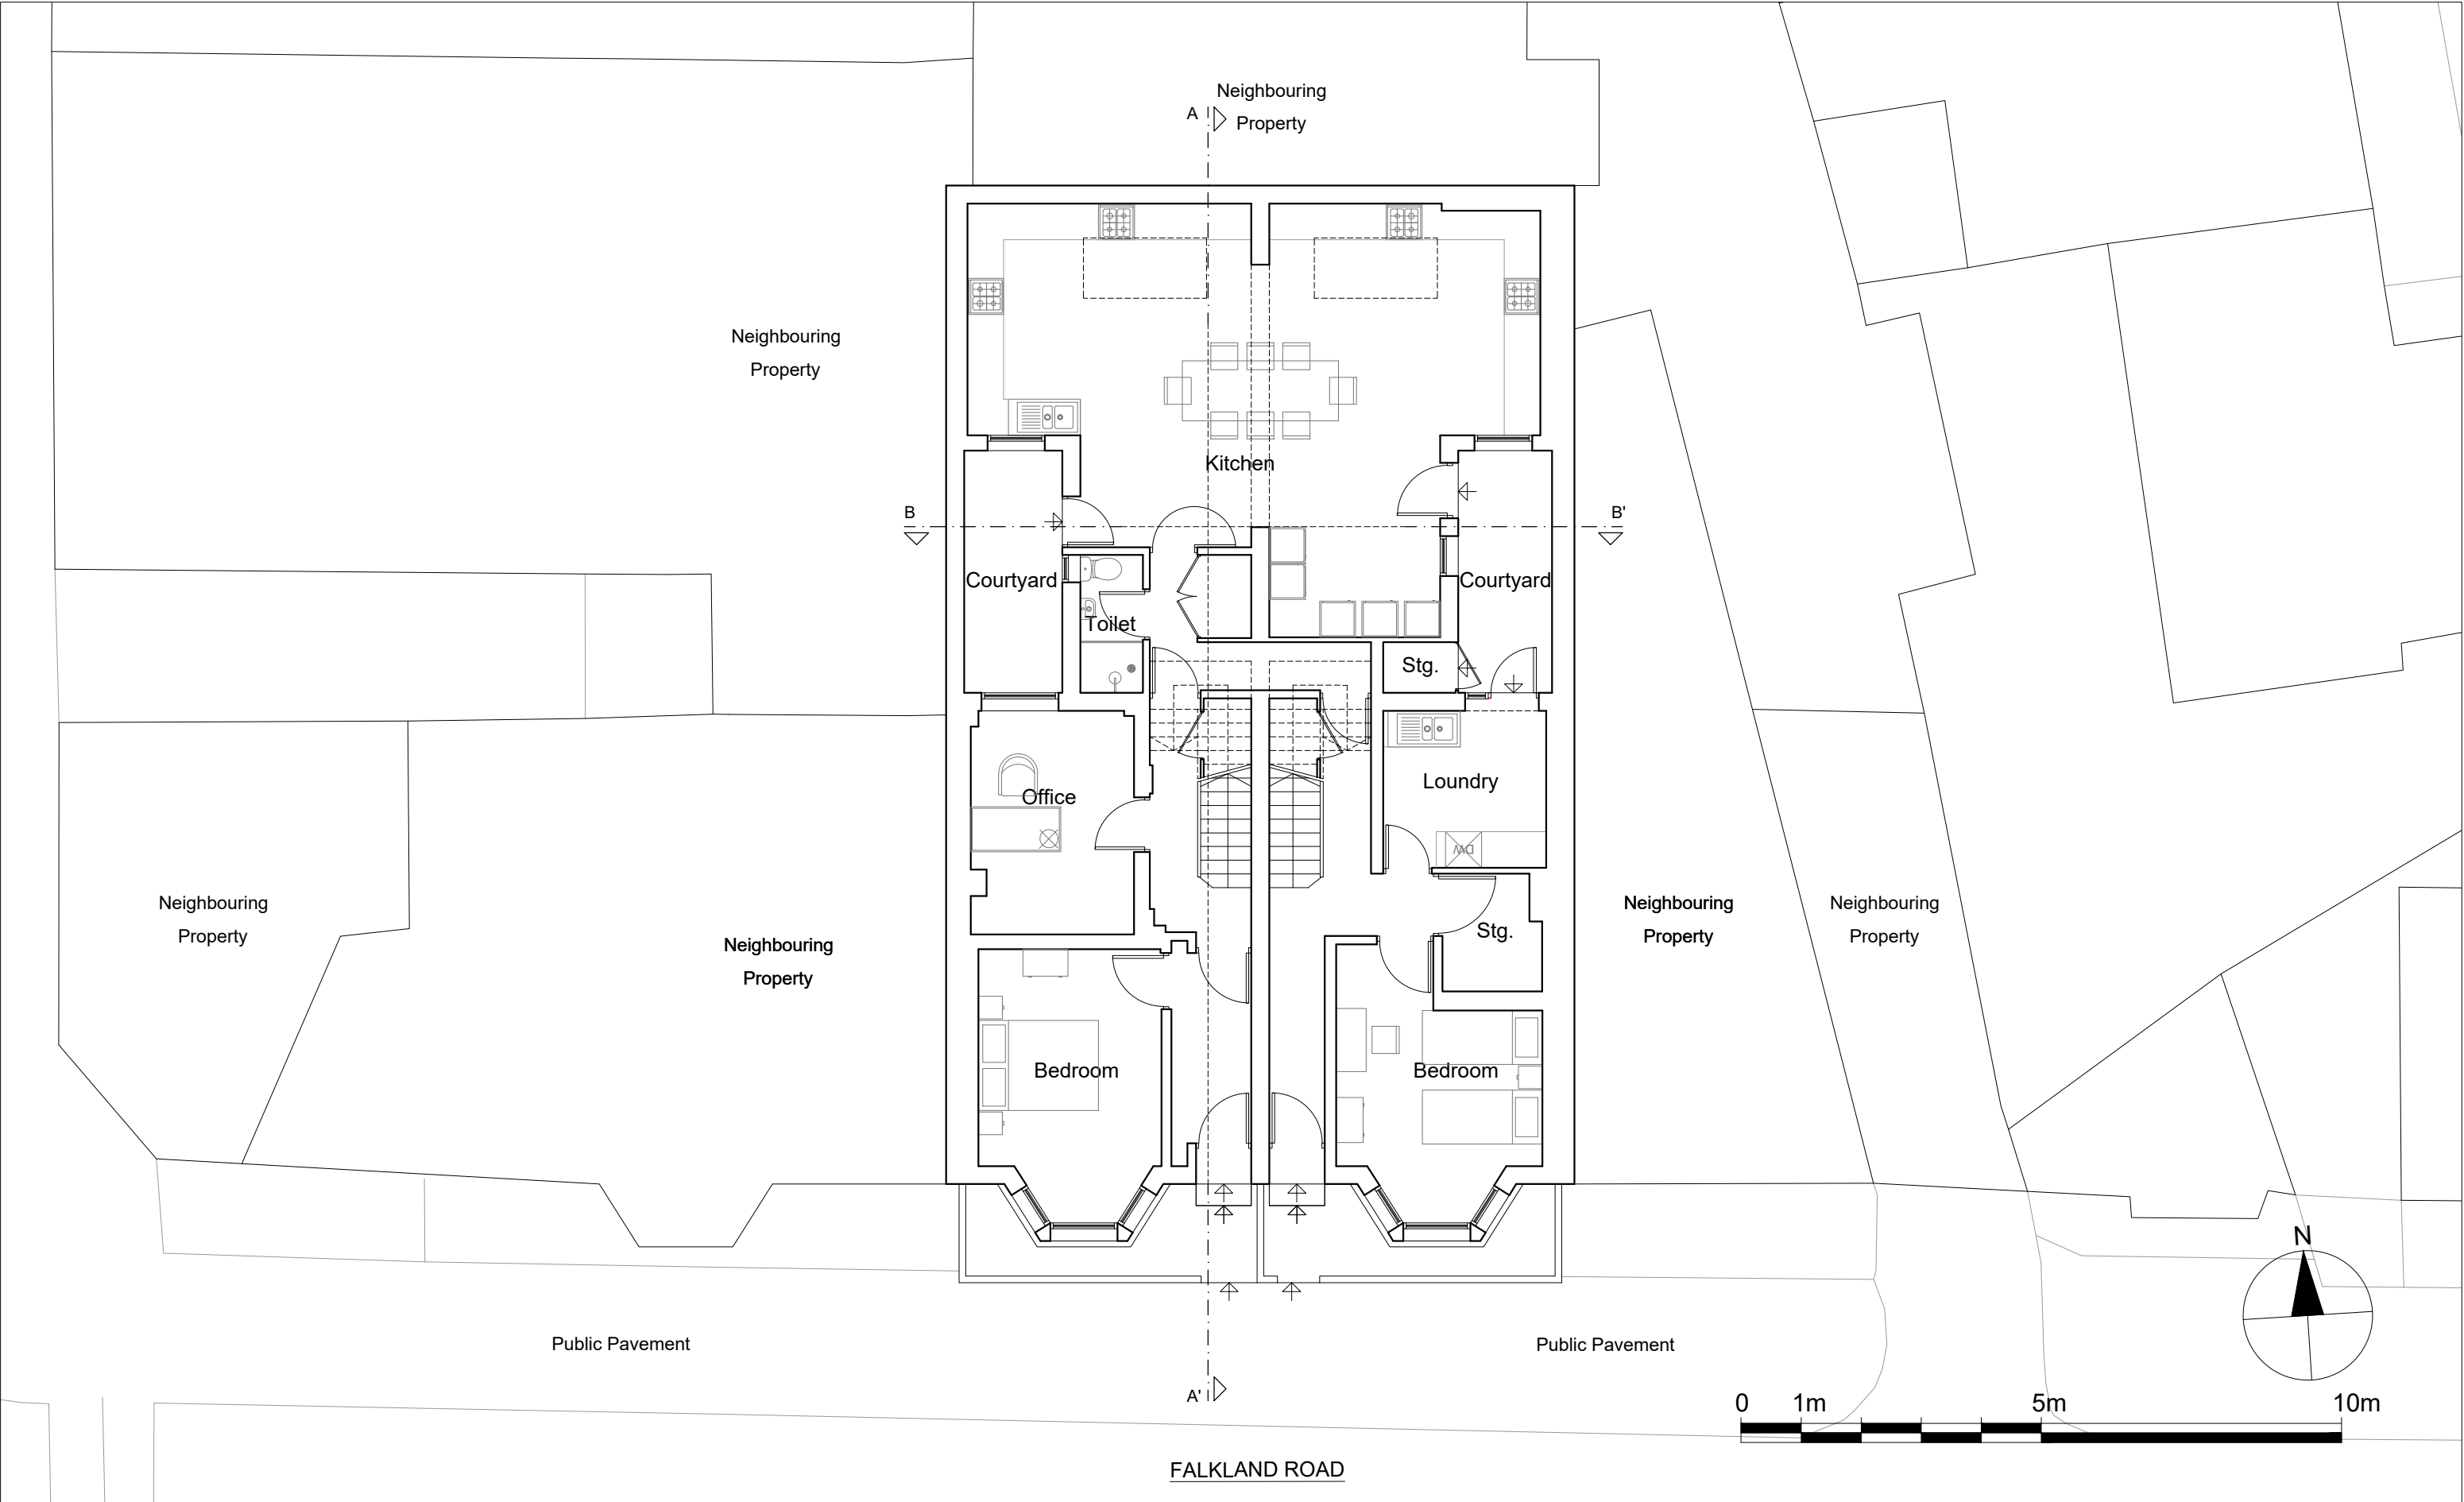 Neighbouring
Property
A
Neighbouring
Property
Kitchen
B
B'
Courtyard
Courtyard
Toilet
Stg.
Office
Loundry
DW
Neighbouring
Property
Neighbouring
Property
Stg.
Neighbouring
Property
Neighbouring
Property
Bedroom
Bedroom
N
Public Pavement
Public Pavement
A'
0 1m 5m 10m
FALKLAND ROAD